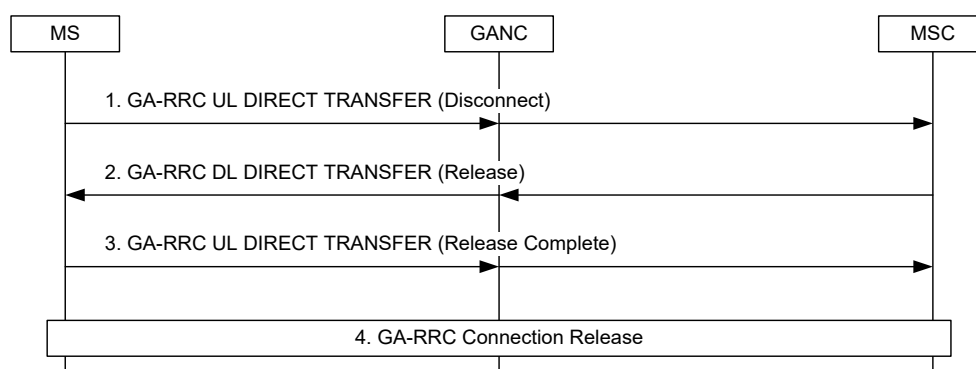 MS GANC MSC
1. GA-RRC UL DIRECT TRANSFER (Disconnect)
2. GA-RRC DL DIRECT TRANSFER (Release)
3. GA-RRC UL DIRECT TRANSFER (Release Complete)
4. GA-RRC Connection Release